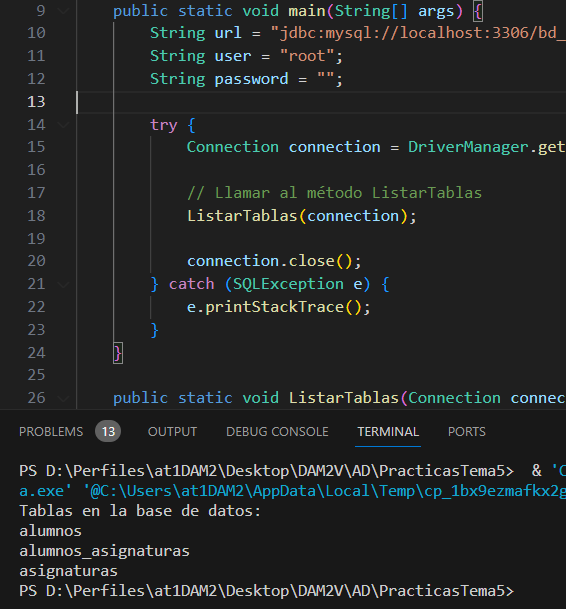 9 public static void main(String[] args) {
10 String url = "jdbc:mysql://localhost:3306/bd_
11 String user = "root";
12 String password = "";
13
14 try {
15 Connection connection = DriverManager.get
16
17 // Llamar al método ListarTablas
18 ListarTablas(connection);
19
20 connection.close();
21 } catch (SQLException e) {
22 e.printStackTrace();
23 }
24 }
25
26 public static void ListarTablas(Connection connec
PROBLEMS 13 OUTPUT DEBUG CONSOLE TERMINAL PORTS
PS D:\Perfiles\at1DAM2\Desktop\DAM2V\AD\PracticasTema5> & 'C
a.exe' '@C:\Users\at1DAM2\AppData\Local\Temp\cp_1bx9ezmafkx2g
Tablas en la base de datos:
alumnos
alumnos_asignaturas
asignaturas
PS D:\Perfiles\at1DAM2\Desktop\DAM2V\AD\PracticasTema5>